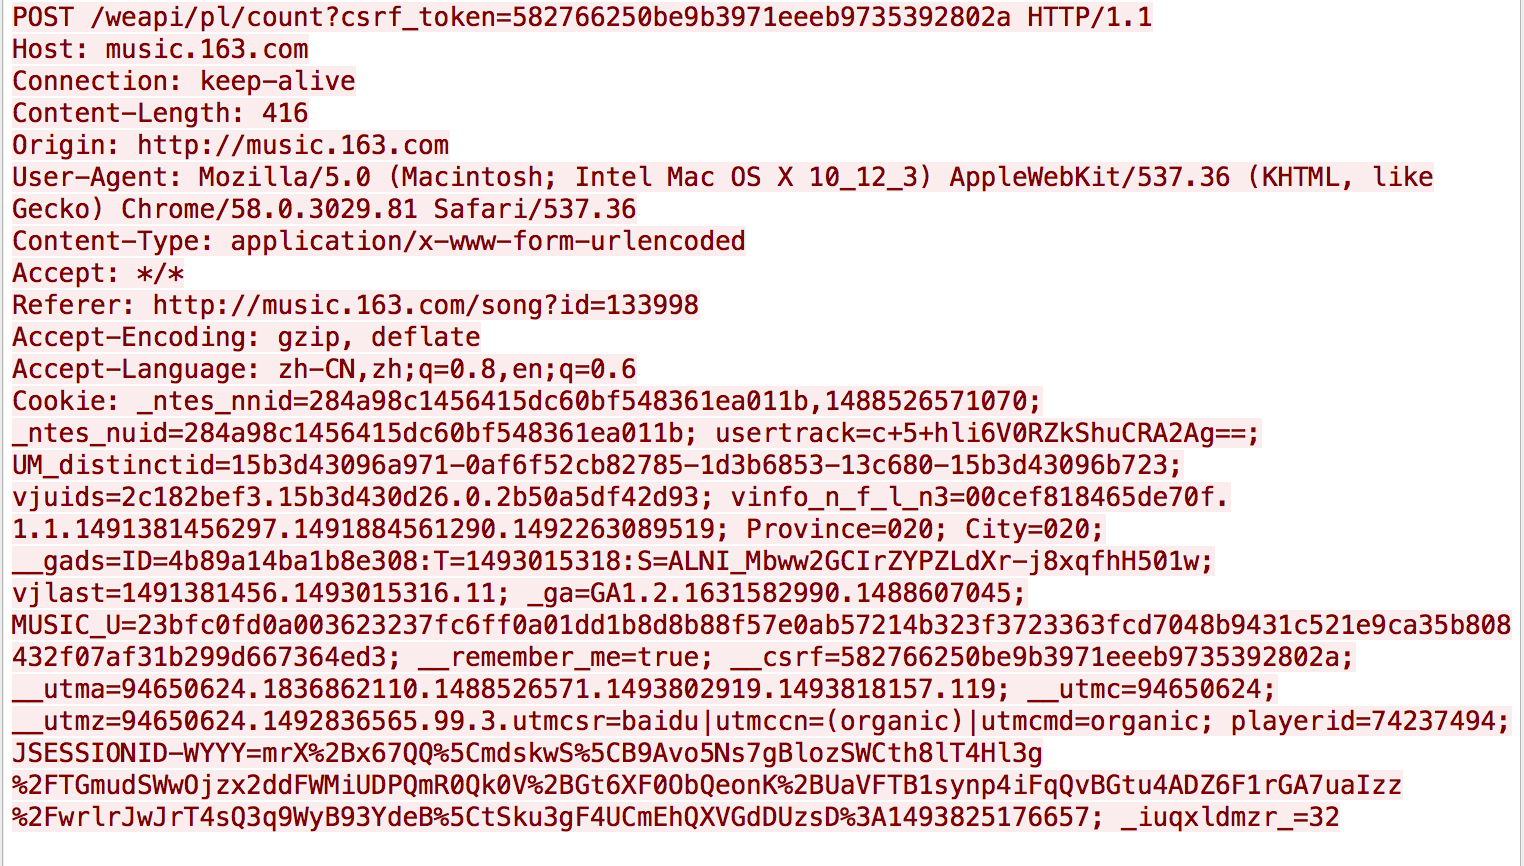 POST /weapi/pl/count?csrf_token=582766250be9b3971eeeb9735392802a HTTP/1.1
Host: music.163.com
Connection: keep-alive
Content-Length: 416
Origin: http://music.163.com
User-Agent: Mozilla/5.0 (Macintosh; Intel Mac OS X 10_12_3) AppleWebKit/537.36 (KHTML, like
Gecko) Chrome/58.0.3029.81 Safari/537.36
Content-Type: application/x-www-form-urlencoded
Accept: */*
Referer: http://music.163.com/song?id=133998
Accept-Encoding: gzip, deflate
Accept-Language: zh-CN,zh;q=0.8,en;q=0.6
Cookie: _ntes_nnid=284a98c1456415dc60bf548361ea011b,1488526571070;
_ntes_nuid=284a98c1456415dc60bf548361ea011b; usertrack=c+5+hli6V0RZkShuCRA2Ag==;
UM_distinctid=15b3d43096a971-0af6f52cb82785-1d3b6853-13c680-15b3d43096b723;
vjuids=2c182bef3.15b3d430d26.0.2b50a5df42d93; vinfo_n_f_l_n3=00cef818465de70f.
1.1.1491381456297.1491884561290.1492263089519; Province=020; City=020;
__gads=ID=4b89a14ba1b8e308:T=1493015318:S=ALNI_Mbww2GCIrZYPZLdXr-j8xqfhH501w;
vjlast=1491381456.1493015316.11; _ga=GA1.2.1631582990.1488607045;
MUSIC_U=23bfc0fd0a003623237fc6ff0a01dd1b8d8b88f57e0ab57214b323f3723363fcd7048b9431c521e9ca35b808
432f07af31b299d667364ed3; __remember_me=true; __csrf=582766250be9b3971eeeb9735392802a;
__utma=94650624.1836862110.1488526571.1493802919.1493818157.119; __utmc=94650624;
__utmz=94650624.1492836565.99.3.utmcsr=baidu|utmccn=(organic)|utmcmd=organic; playerid=74237494;
JSESSIONID-WYYY=mrX%2Bx67QQ%5CmdskwS%5CB9Avo5Ns7gBlozSWCth8lT4Hl3g
%2FTGmudSWwOjzx2ddFWMiUDPQmR0Qk0V%2BGt6XF0ObQeonK%2BUaVFTB1synp4iFqQvBGtu4ADZ6F1rGA7uaIzz
%2FwrlrJwJrT4sQ3q9WyB93YdeB%5CtSku3gF4UCmEhQXVGdDUzsD%3A1493825176657; _iuqxldmzr_=32